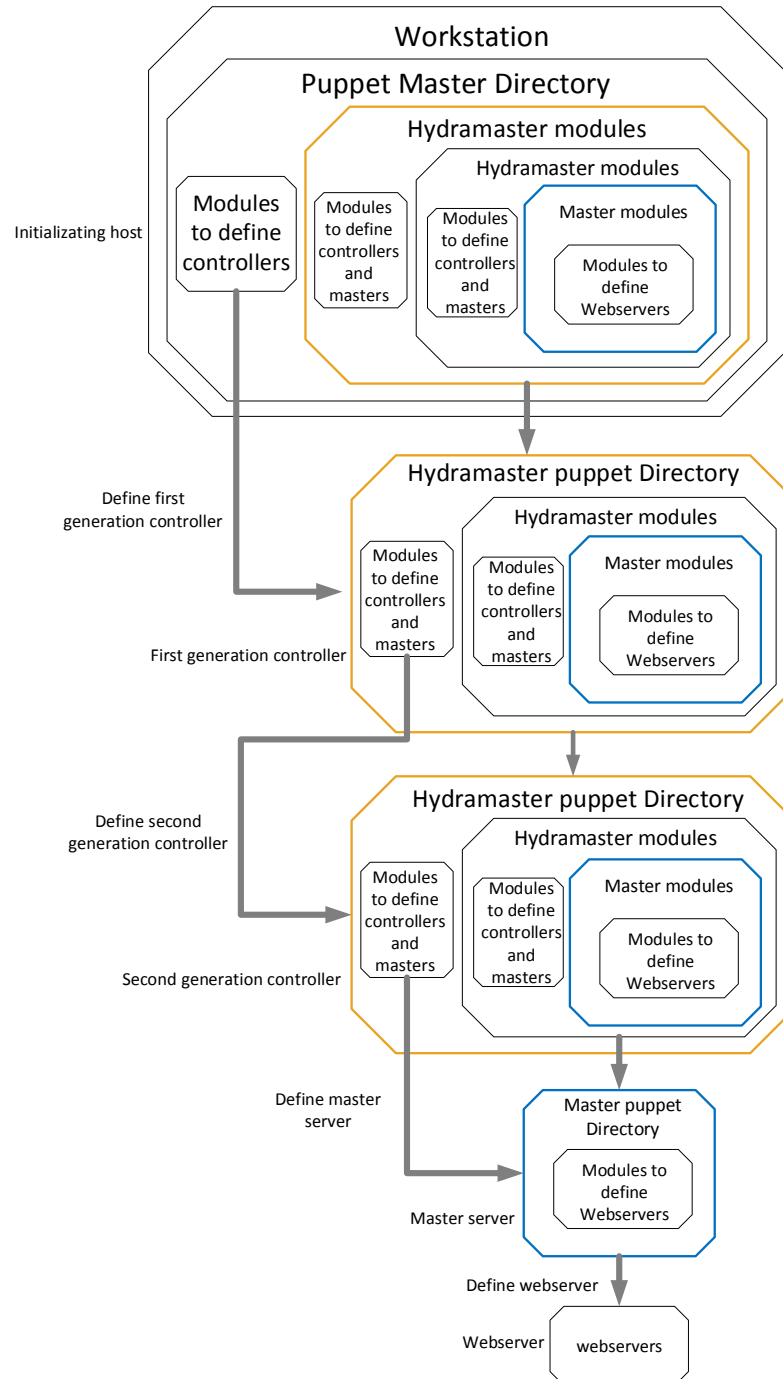 Workstation
Puppet Master Directory
Hydramaster modules
Hydramaster modules
Master modules
Modules
to define
controllers
Modules
to define
controllers
and
masters
Modules
to define
controllers
and
masters
Modules to
define
Webservers
Initializating host
Define first
generation controller
Hydramaster puppet Directory
Hydramaster modules
Master modules
Modules
to define
controllers
and
masters
Modules
to define
controllers
and
masters
Modules to
define
Webservers
First generation controller
Define second
generation controller
Hydramaster puppet Directory
Hydramaster modules
Master modules
Modules
to define
controllers
and
masters
Modules
to define
controllers
and
masters
Modules to
define
Webservers
Second generation controller
Define master
server
Master puppet
Directory
Modules to
define
Webservers
Master server
Define webserver
Webserver
webservers